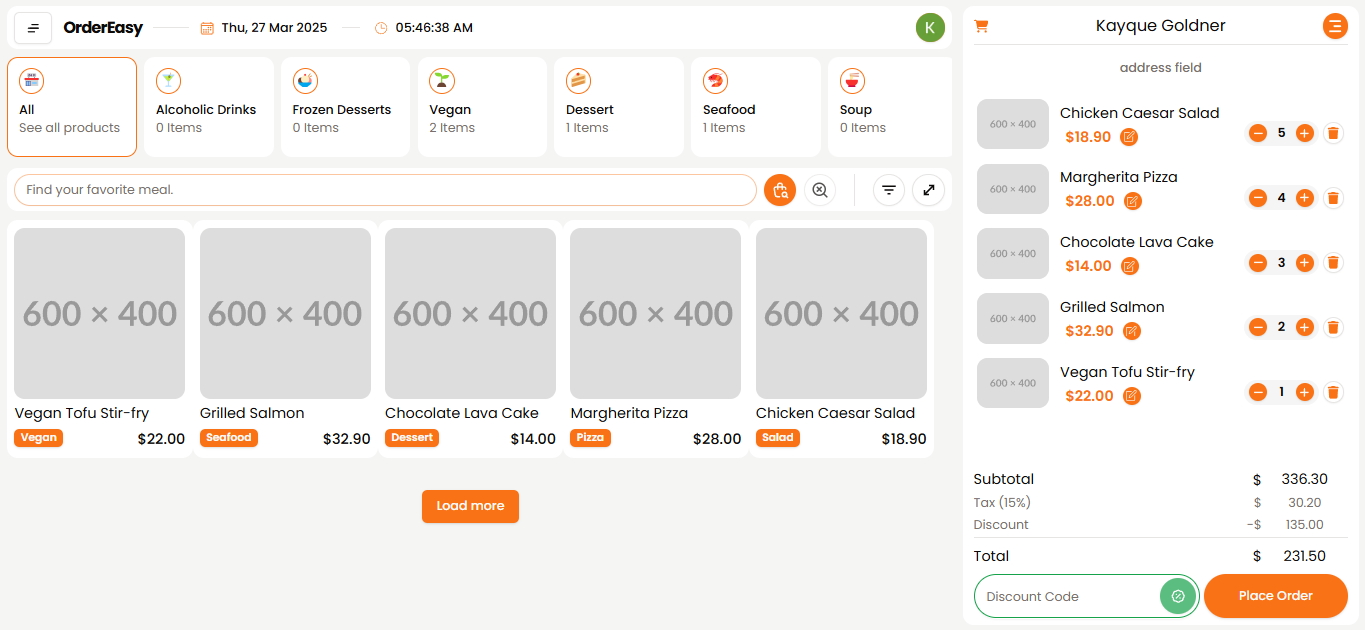 OrderEasy
Thu, 27 Mar 2025
05:46:38 AM
K
All
See all products
Alcoholic Drinks
0 Items
Frozen Desserts
0 Items
Vegan
2 Items
Dessert
1 Items
Seafood
1 Items
Soup
0 Items
Find your favorite meal.
600 × 400
Vegan Tofu Stir-fry
Vegan
$22.00
600 × 400
Grilled Salmon
Seafood
$32.90
600 × 400
Chocolate Lava Cake
Dessert
$14.00
600 × 400
Margherita Pizza
Pizza
$28.00
600 × 400
Chicken Caesar Salad
Salad
$18.90
Load more
Kayque Goldner
address field
600 × 400
Chicken Caesar Salad
$18.90
5
600 × 400
Margherita Pizza
$28.00
4
600 × 400
Chocolate Lava Cake
$14.00
3
600 × 400
Grilled Salmon
$32.90
2
600 × 400
Vegan Tofu Stir-fry
$22.00
1
Subtotal $ 336.30
Tax (15%) $ 30.20
Discount -$ 135.00
Total $ 231.50
Discount Code
Place Order